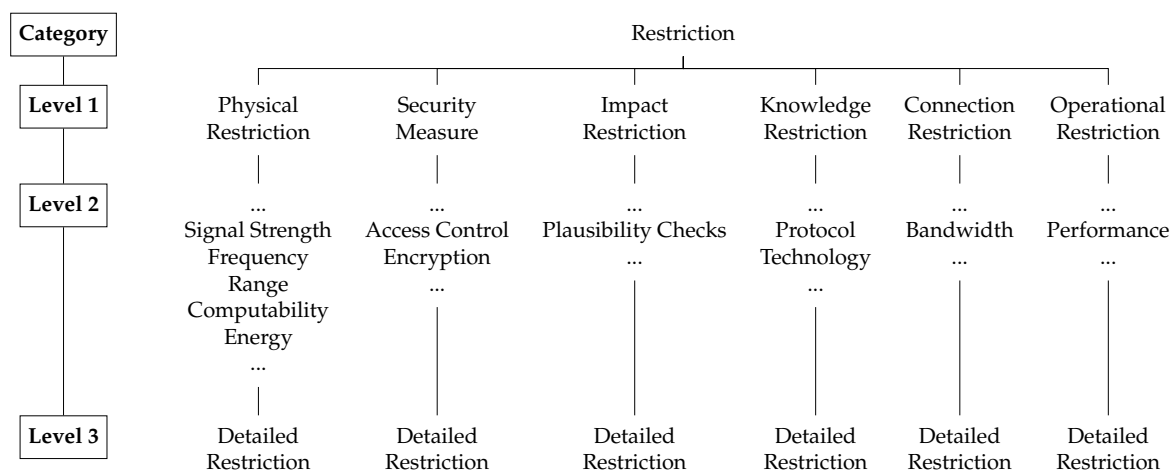 Category
Restriction
Level 1
Physical Restriction
Security Measure
Impact Restriction
Knowledge Restriction
Connection Restriction
Operational Restriction
Level 2
...
Signal Strength
Frequency
Range
Computability
Energy
...
...
Access Control
Encryption
...
...
Plausibility Checks
...
...
Protocol
Technology
...
...
Bandwidth
...
...
Performance
...
Level 3
Detailed Restriction
Detailed Restriction
Detailed Restriction
Detailed Restriction
Detailed Restriction
Detailed Restriction